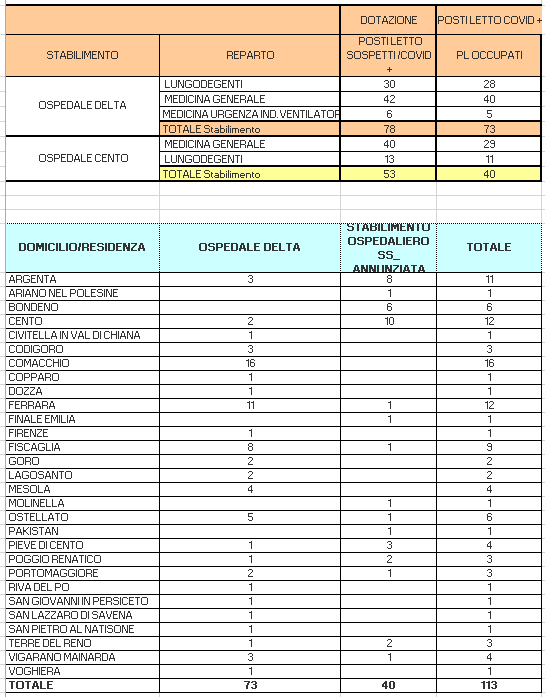 DOTAZIONE POSTI LETTO COVID +
STABILIMENTO REPARTO POSTI LETTO SOSPETTI/COVID + PL OCCUPATI
OSPEDALE DELTA LUNGODEGENTI 30 28
MEDICINA GENERALE 42 40
MEDICINA URGENZA IND.VENTILATOR 6 5
TOTALE Stabilimento 78 73
OSPEDALE CENTO MEDICINA GENERALE 40 29
LUNGODEGENTI 13 11
TOTALE Stabilimento 53 40
DOMICILIO/RESIDENZA OSPEDALE DELTA STABILIMENTO OSPEDALIERO SS_ ANNUNZIATA TOTALE
ARGENTA 3 8 11
ARIANO NEL POLESINE 1 1
BONDENO 6 6
CENTO 2 10 12
CIVITELLA IN VAL DI CHIANA 1 1
CODIGORO 3 3
COMACCHIO 16 16
COPPARO 1 1
DOZZA 1 1
FERRARA 11 1 12
FINALE EMILIA 1 1
FIRENZE 1 1
FISCAGLIA 8 1 9
GORO 2 2
LAGOSANTO 2 2
MESOLA 4 4
MOLINELLA 1 1
OSTELLATO 5 1 6
PAKISTAN 1 1
PIEVE DI CENTO 1 3 4
POGGIO RENATICO 1 2 3
PORTOMAGGIORE 2 1 3
RIVA DEL PO 1 1
SAN GIOVANNI IN PERSICETO 1 1
SAN LAZZARO DI SAVENA 1 1
SAN PIETRO AL NATISONE 1 1
TERRE DEL RENO 1 2 3
VIGARANO MAINARDA 3 1 4
VOGHIERA 1 1
TOTALE 73 40 113